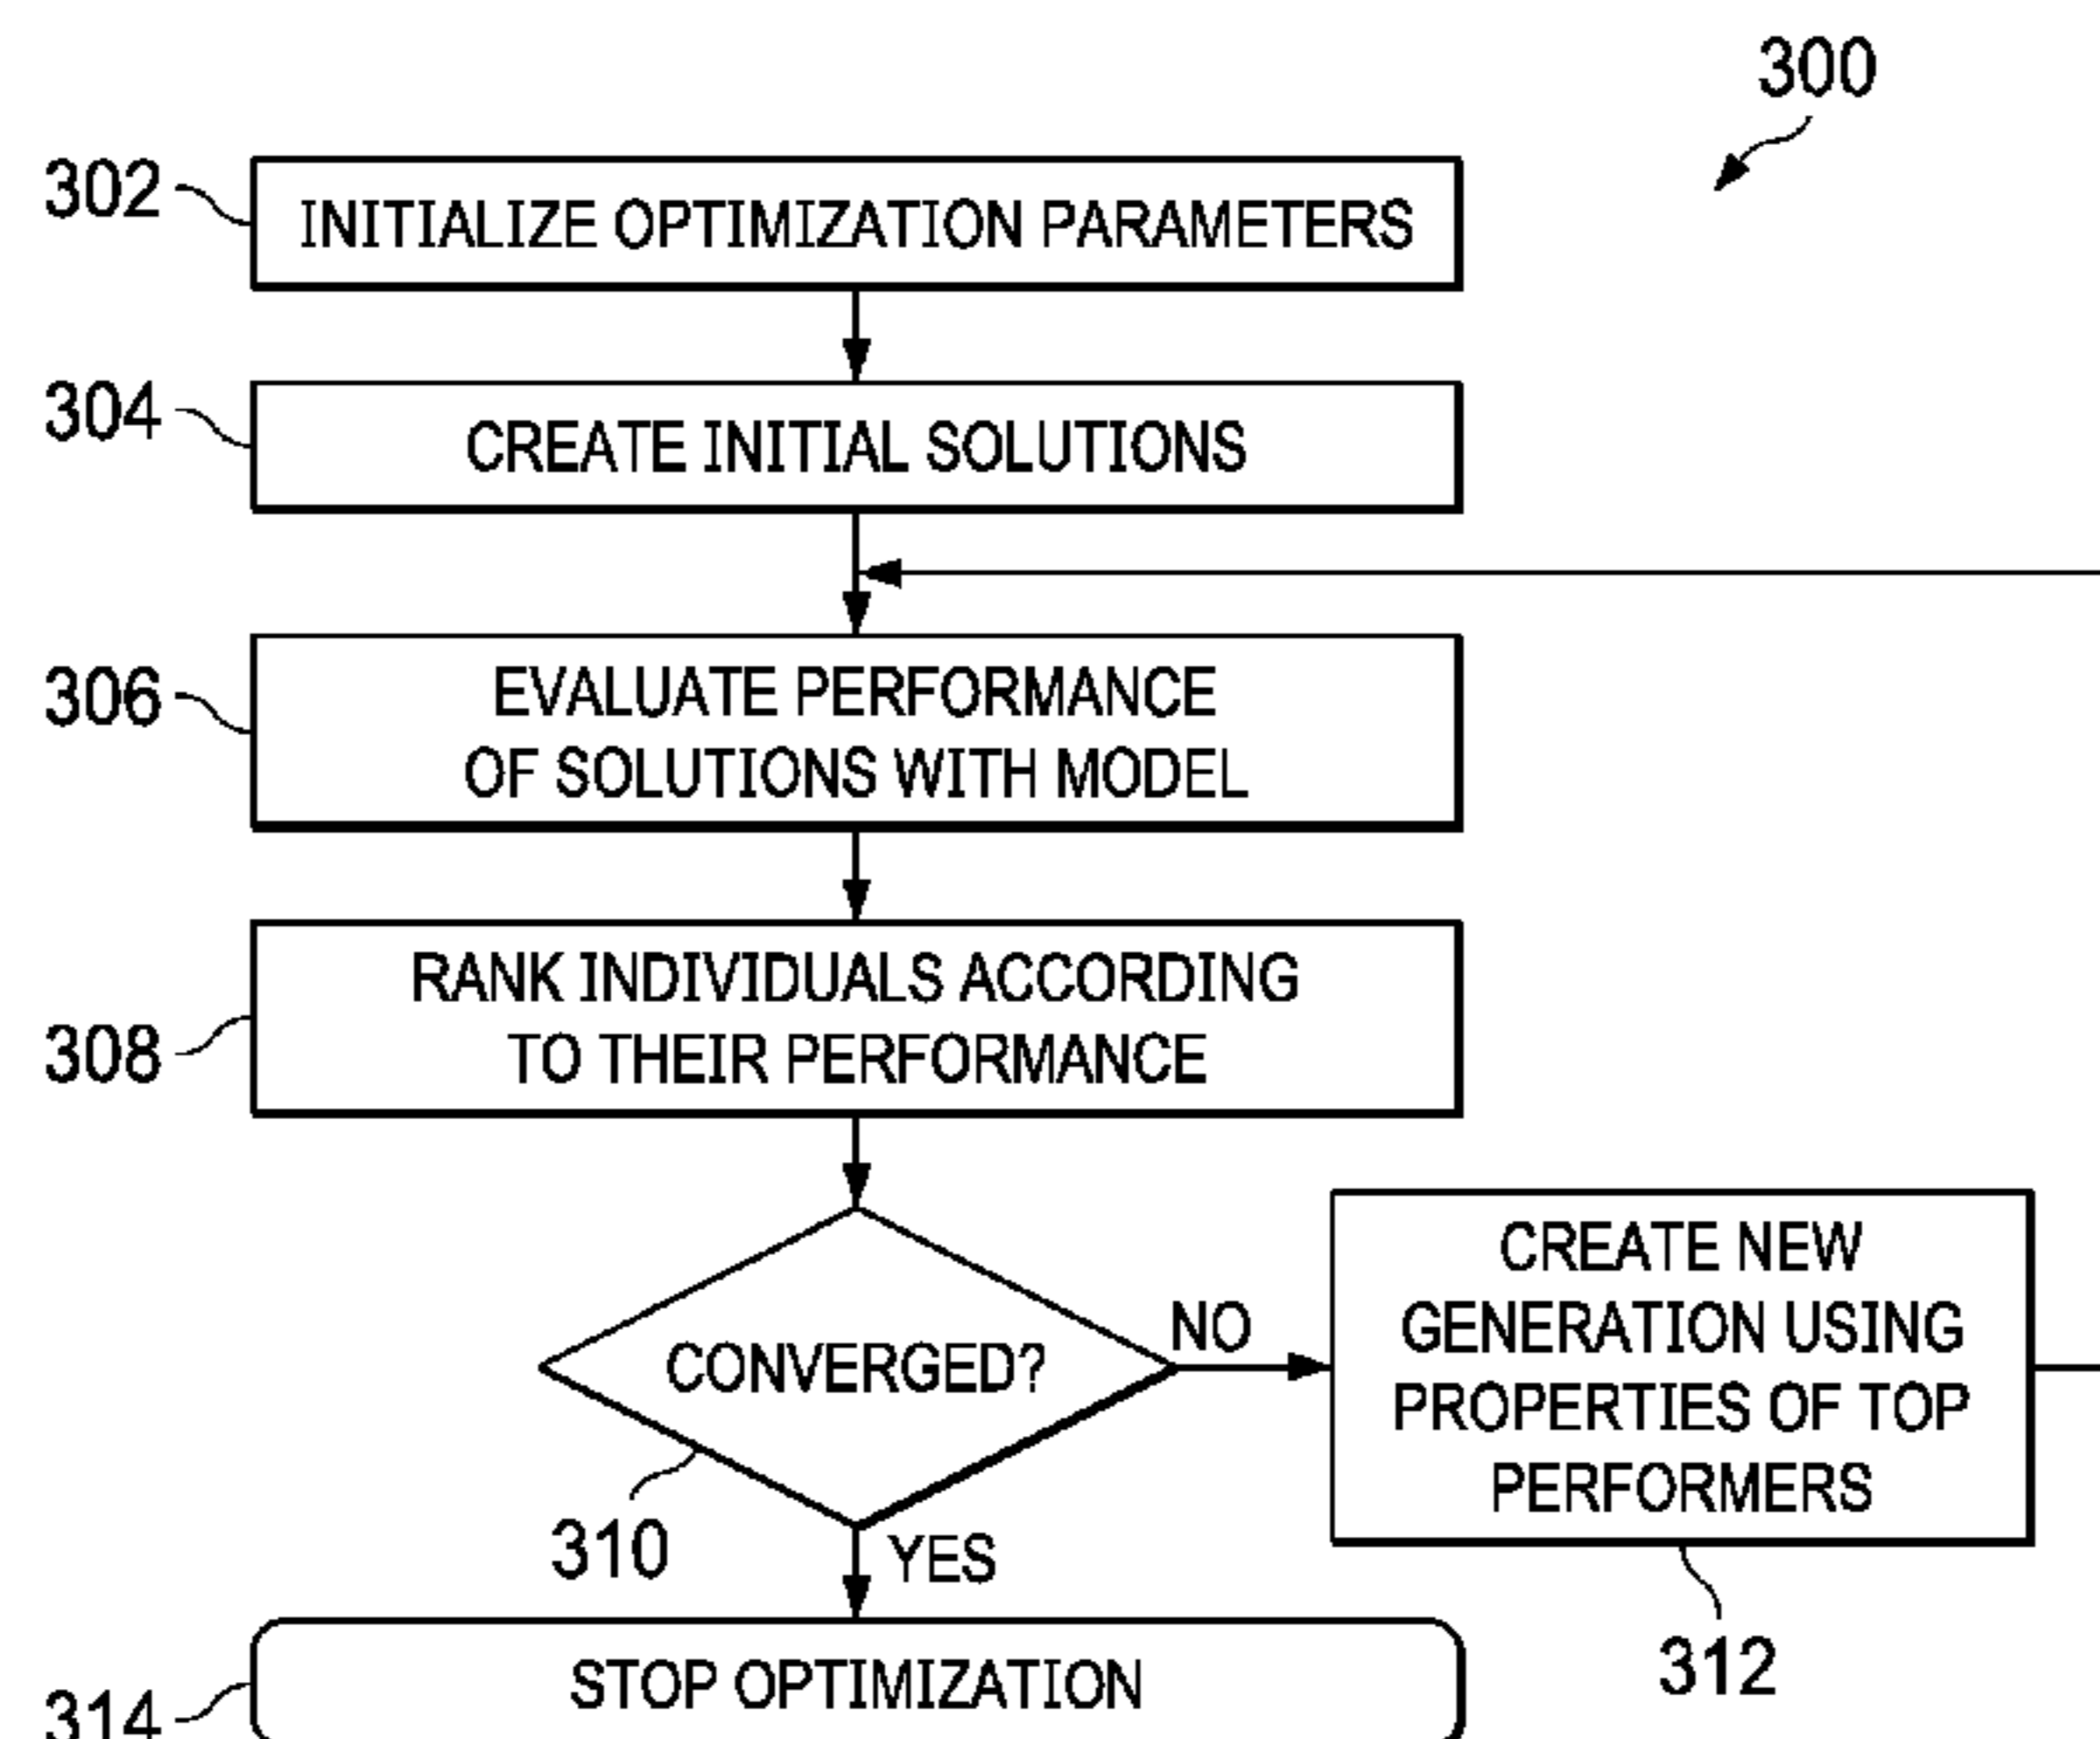 300
302
INITIALIZE OPTIMIZATION PARAMETERS
304
CREATE INITIAL SOLUTIONS
306
EVALUATE PERFORMANCE
OF SOLUTIONS WITH MODEL
308
RANK INDIVIDUALS ACCORDING
TO THEIR PERFORMANCE
CONVERGED?
310
NO
CREATE NEW
GENERATION USING
PROPERTIES OF TOP
PERFORMERS
312
YES
314
STOP OPTIMIZATION